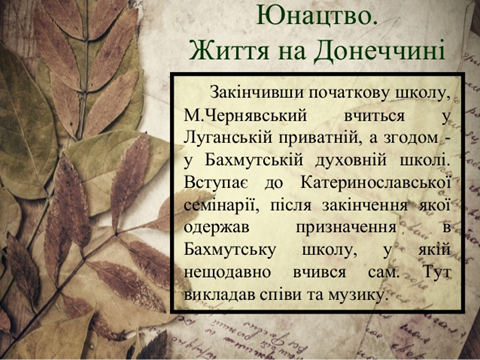 Юнацтво.
Життя на Донеччині
Закінчивши початкову школу,
М.Чернявський вчиться у
Луганській приватній, а згодом -
у Бахмутській духовній школі.
Вступає до Катеринославської
семінарії, після закінчення якої
одержав призначення в
Бахмутську школу, у якій
нещодавно вчився сам. Тут
викладав співи та музику.